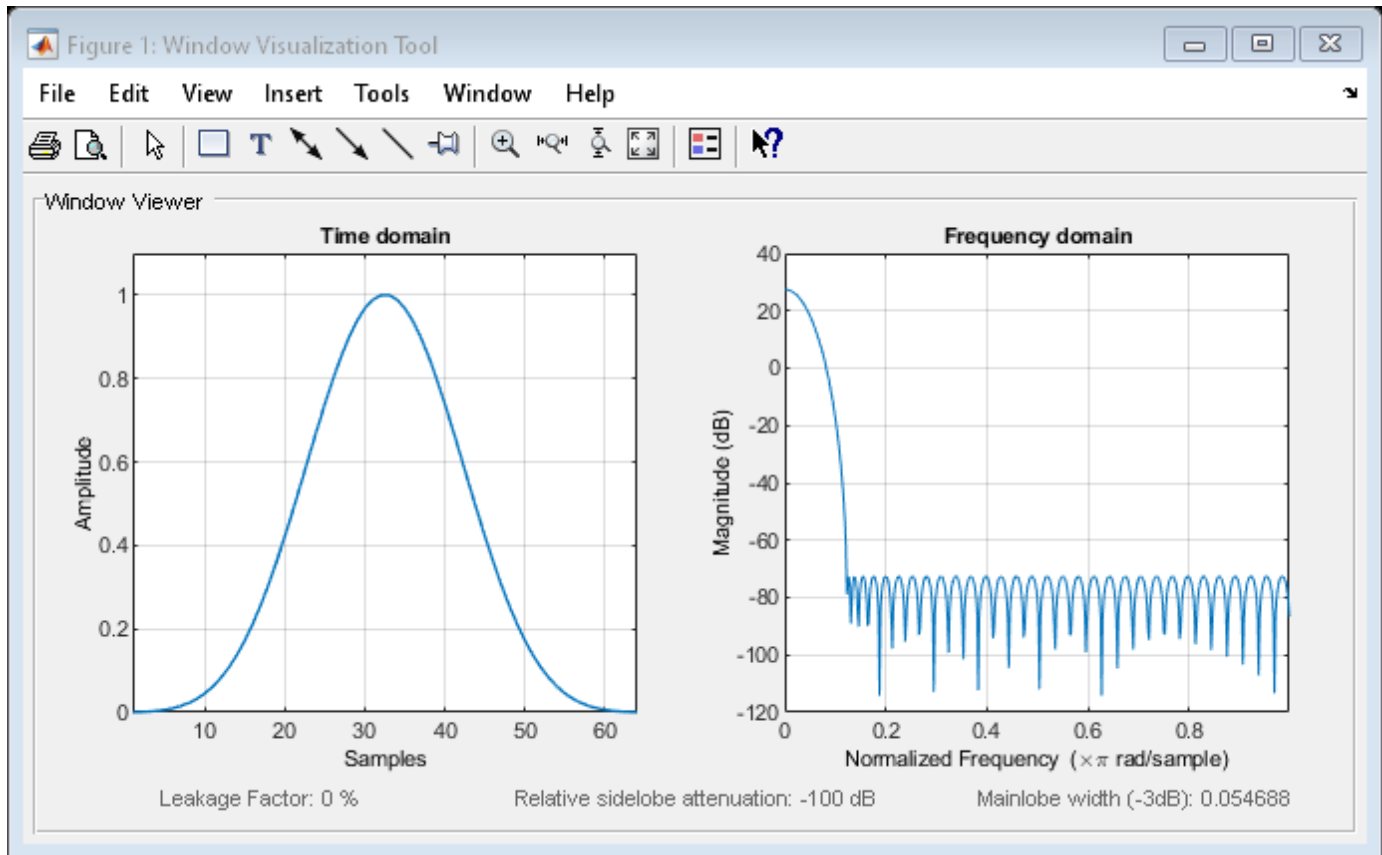 Figure 1: Window Visualization Tool
File Edit View Insert Tools Window Help
T
?
Window Viewer
Time domain
1
0.8
0.6
0.4
0.2
0
Amplitude
10 20 30 40 50 60
Samples
Frequency domain
40
20
0
-20
-40
-60
-80
-100
-120
Magnitude (dB)
0 0.2 0.4 0.6 0.8
Normalized Frequency (×π rad/sample)
Leakage Factor: 0 % Relative sidelobe attenuation: -100 dB Mainlobe width (-3dB): 0.054688